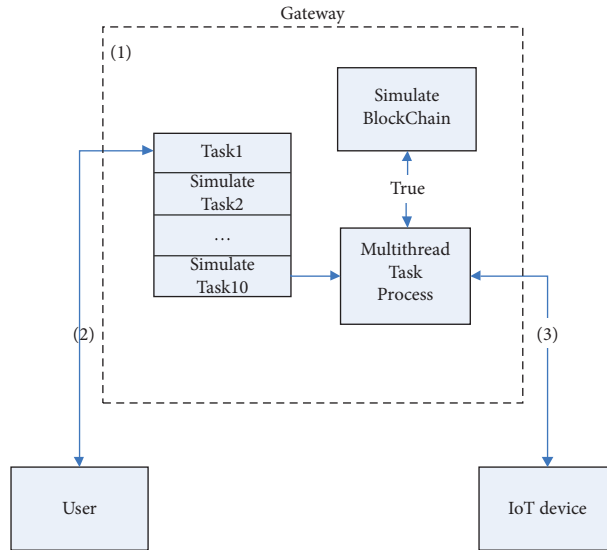 Gateway
(1)
Simulate
BlockChain
Task1
Simulate
Task2
...
Simulate
Task10
True
Multithread
Task
Process
(2)
(3)
User
IoT device